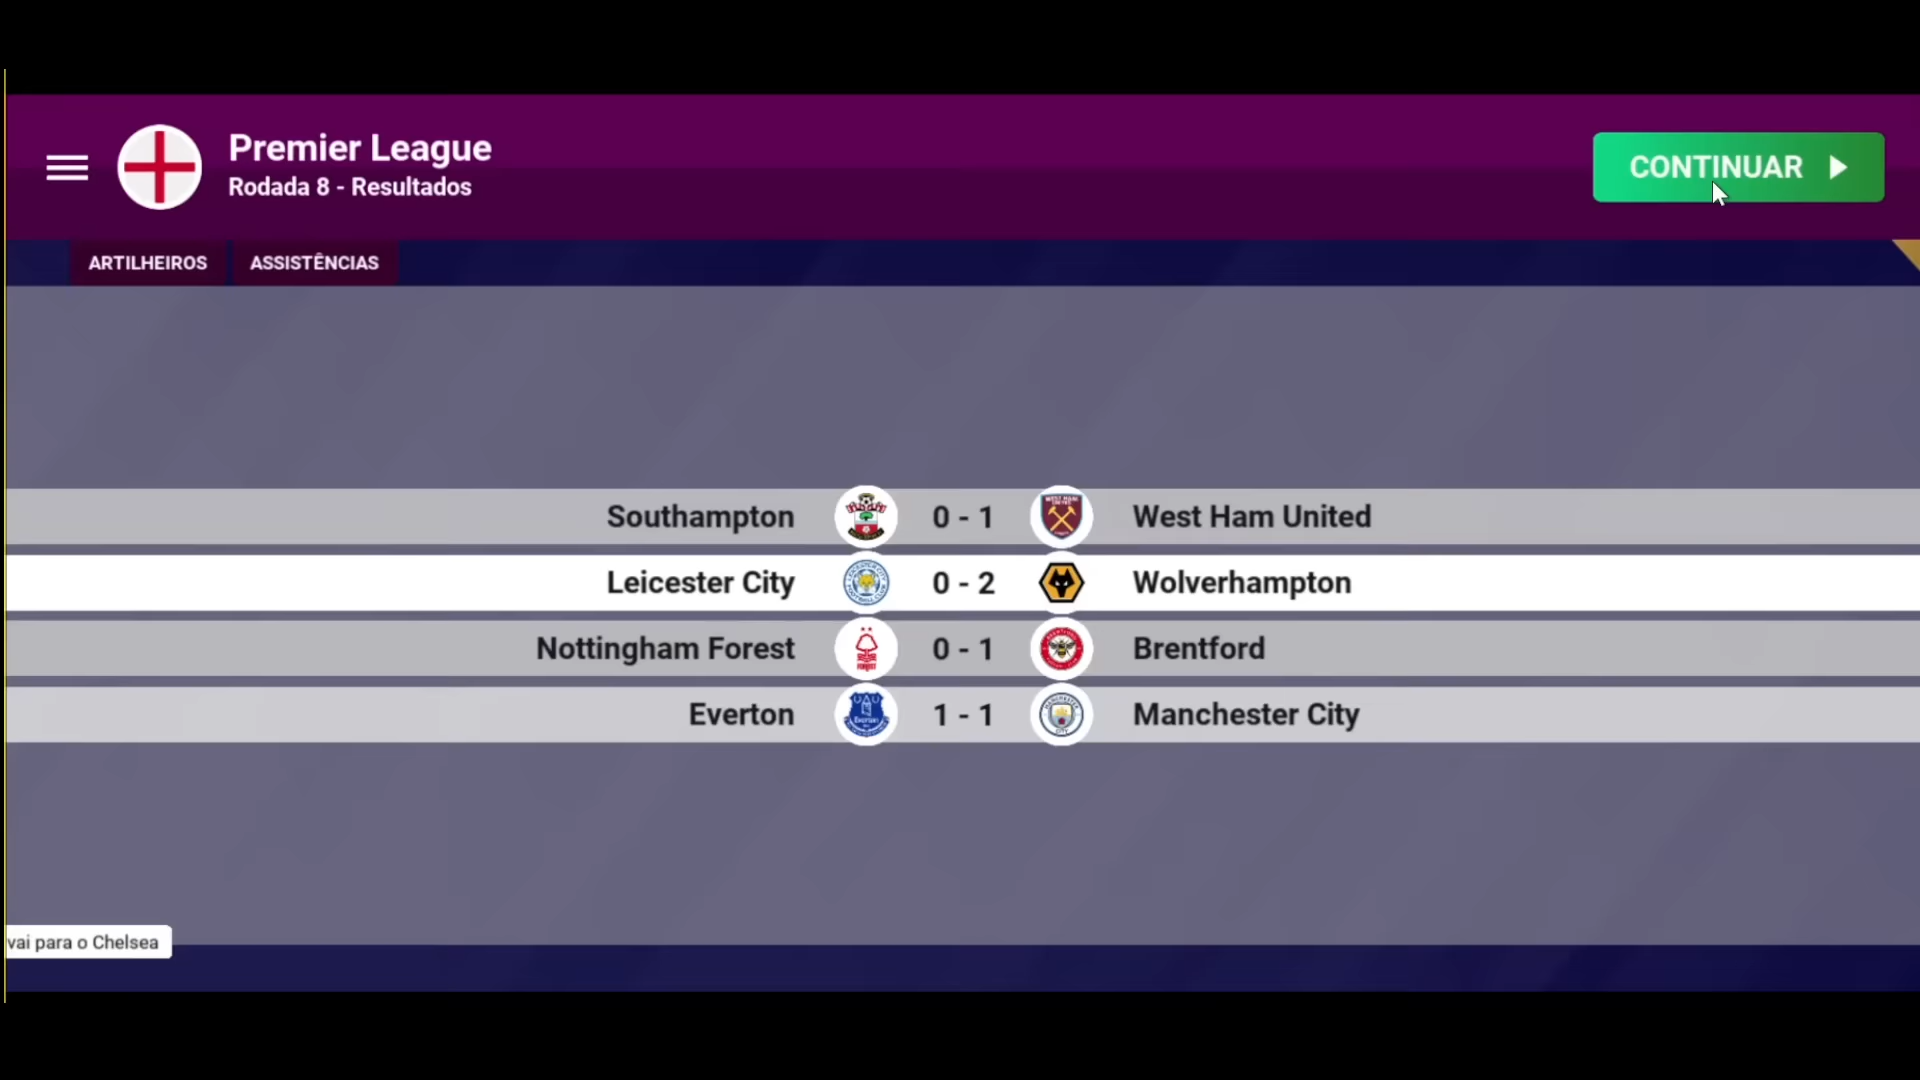 Premier League
Rodada 8 - Resultados
CONTINUAR
ARTILHEIROS ASSISTÊNCIAS
Southampton 0 - 1 West Ham United
Leicester City 0 - 2 Wolverhampton
Nottingham Forest 0 - 1 Brentford
Everton 1 - 1 Manchester City
vai para o Chelsea